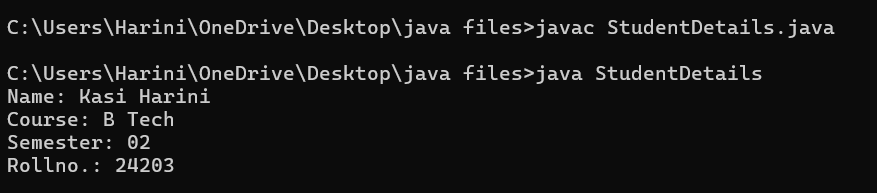 C:\Users\Harini\OneDrive\Desktop\java files>javac StudentDetails.java
C:\Users\Harini\OneDrive\Desktop\java files>java StudentDetails
Name: Kasi Harini
Course: B Tech
Semester: 02
Rollno.: 24203